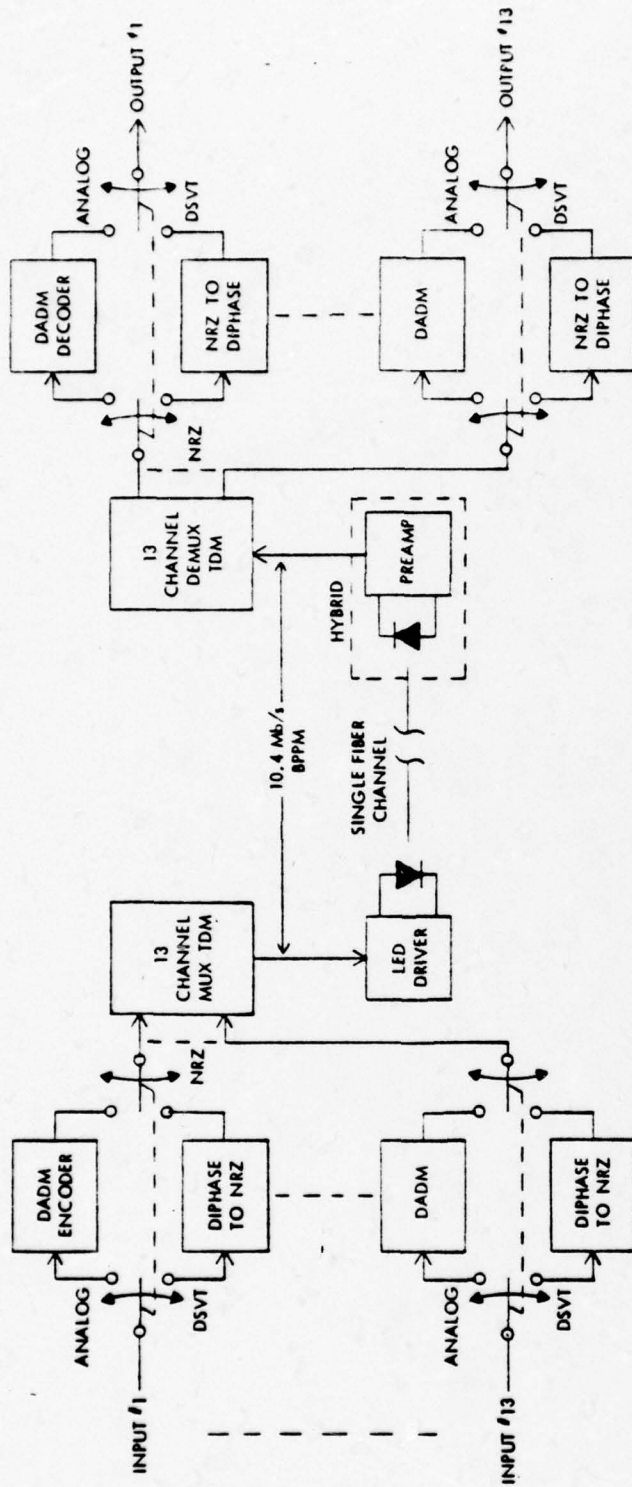 INPUT #1
ANALOG
DSVT
DADM
ENCODER
DIPHASE
TO NRZ
NRZ
INPUT #13
ANALOG
DSVT
DADM
DIPHASE
TO NRZ
13
CHANNEL
MUX TDM
LED
DRIVER
10.4 Mb/s
BPPM
SINGLE FIBER
CHANNEL
HYBRID
PREAMP
13
CHANNEL
DEMUX
TDM
NRZ
DADM
DECODER
NRZ TO
DIPHASE
ANALOG
DSVT
OUTPUT #1
DADM
NRZ TO
DIPHASE
ANALOG
DSVT
OUTPUT #13